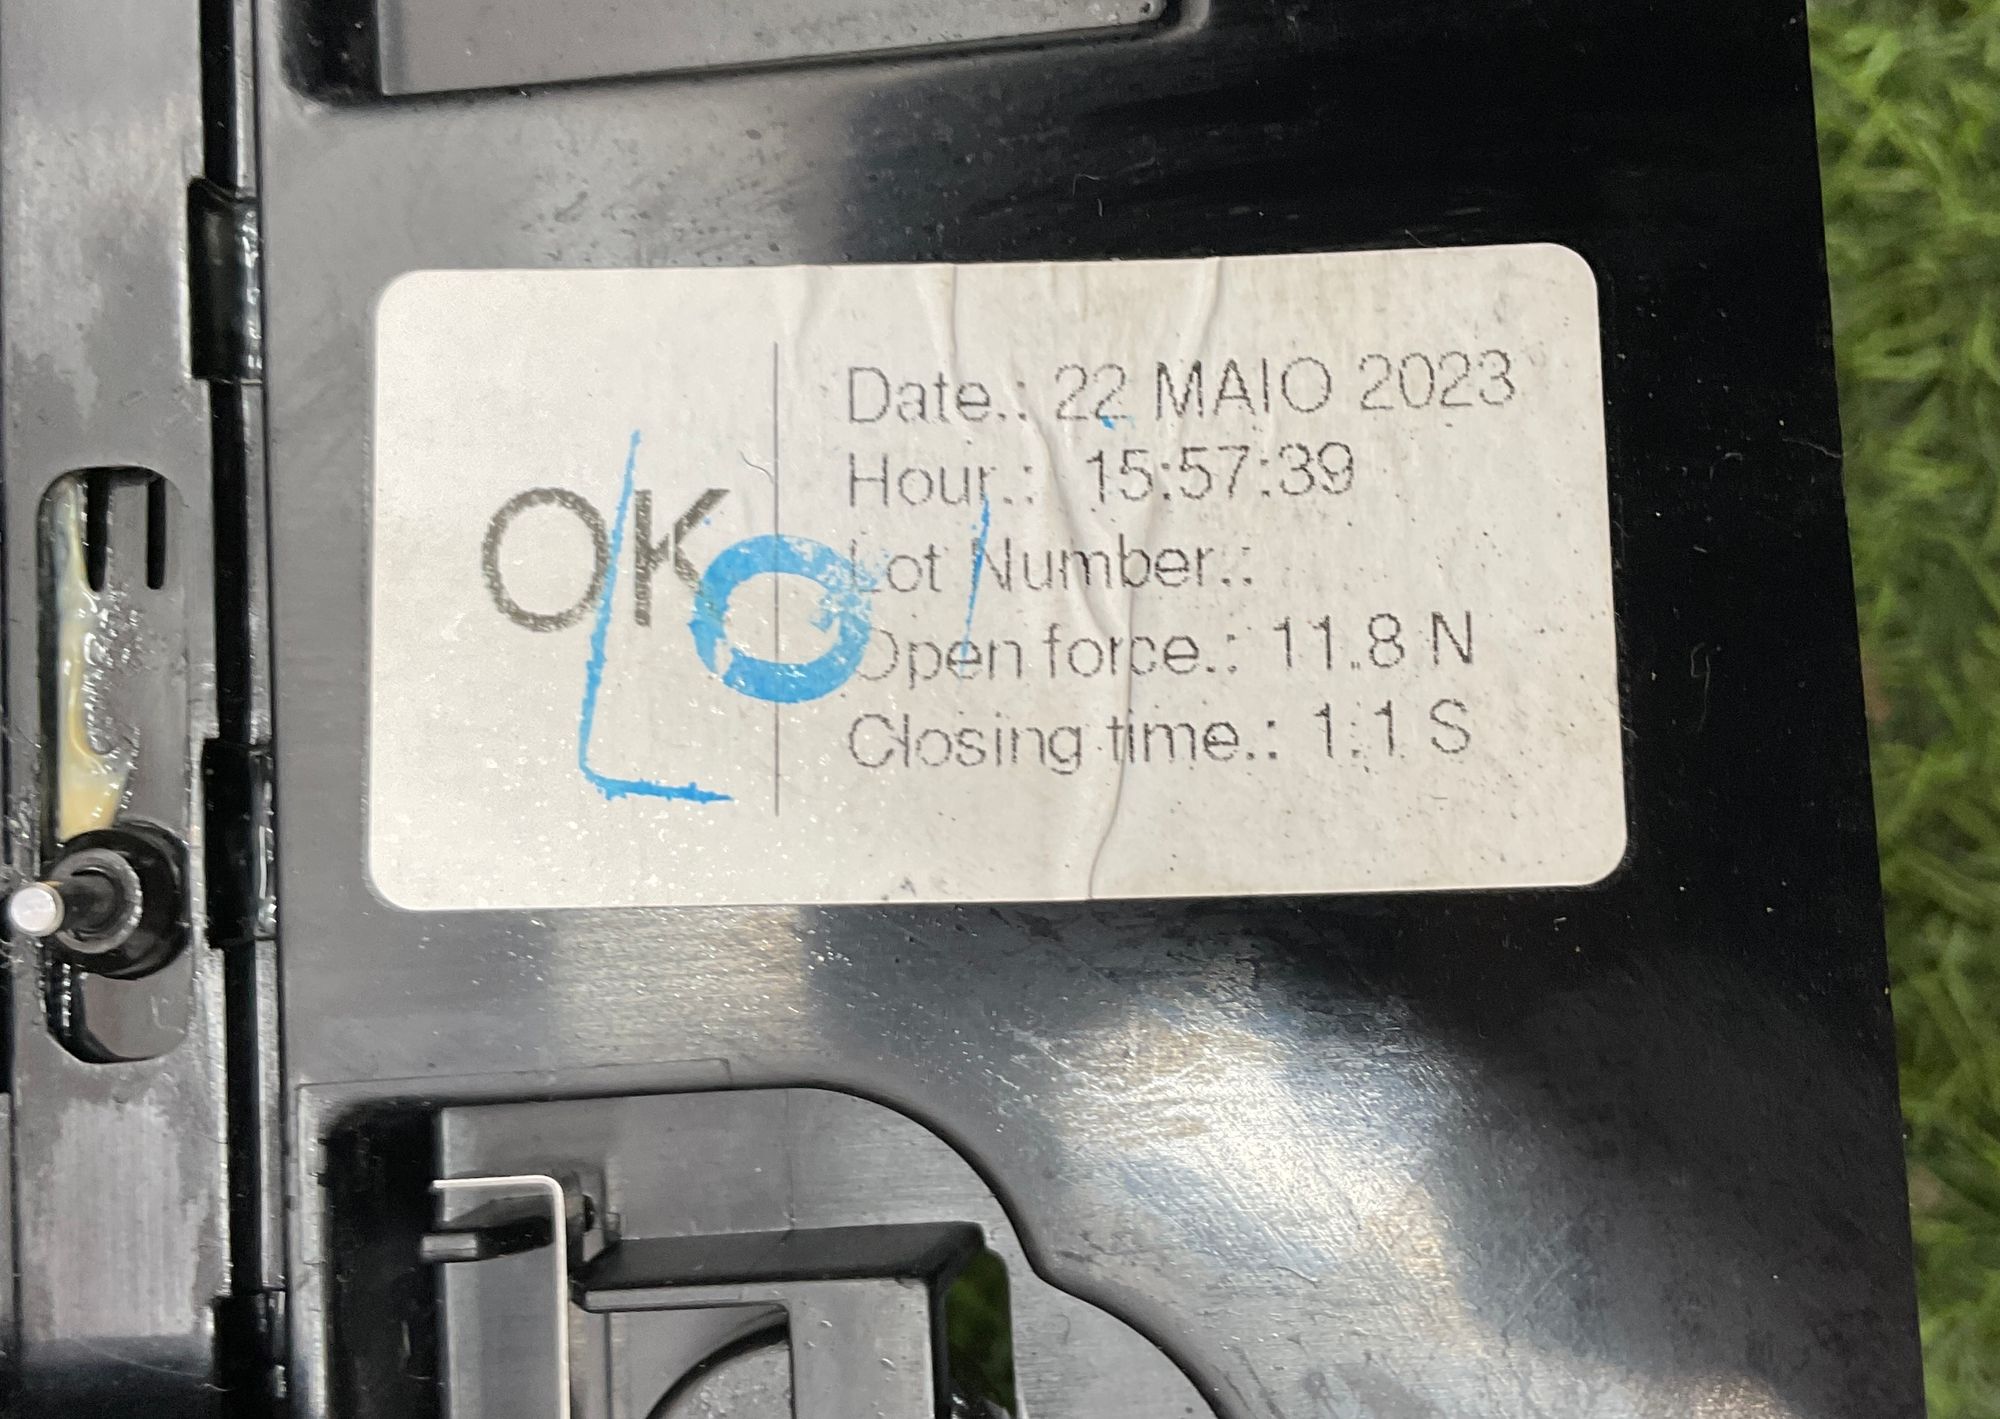 OK
Date.: 22 MAIO 2023
Hour.: 15:57:39
Lot Number.:
Open force.: 11.8 N
Closing time.: 1.1 S